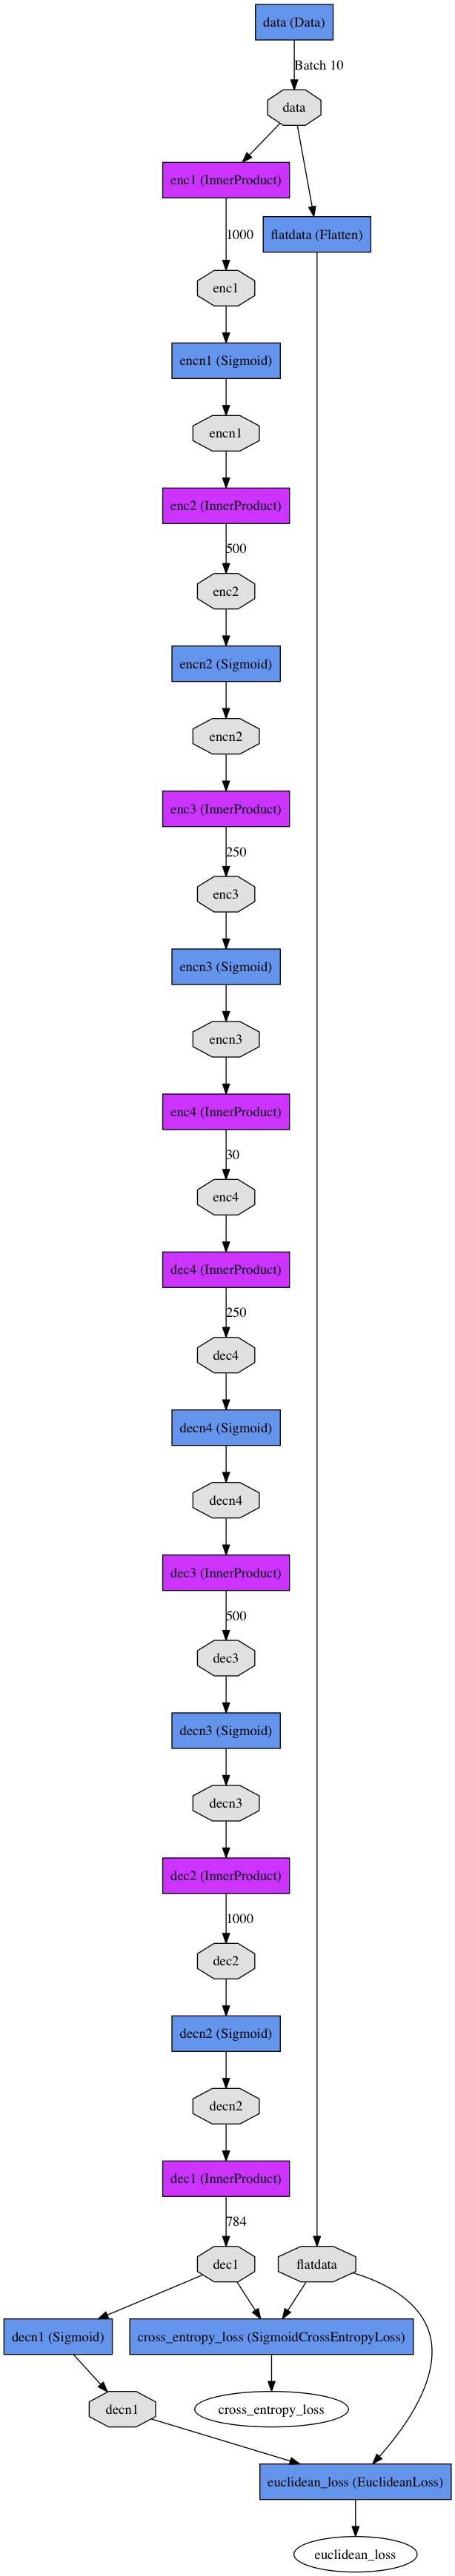 data (Data)
Batch 10
data
enc1 (InnerProduct)
flatdata (Flatten)
1000
enc1
encn1 (Sigmoid)
encn1
enc2 (InnerProduct)
500
enc2
encn2 (Sigmoid)
encn2
enc3 (InnerProduct)
250
enc3
encn3 (Sigmoid)
encn3
enc4 (InnerProduct)
30
enc4
dec4 (InnerProduct)
250
dec4
decn4 (Sigmoid)
decn4
dec3 (InnerProduct)
500
dec3
decn3 (Sigmoid)
decn3
dec2 (InnerProduct)
1000
dec2
decn2 (Sigmoid)
decn2
dec1 (InnerProduct)
784
dec1
flatdata
decn1 (Sigmoid)
cross_entropy_loss (SigmoidCrossEntropyLoss)
decn1
cross_entropy_loss
euclidean_loss (EuclideanLoss)
euclidean_loss